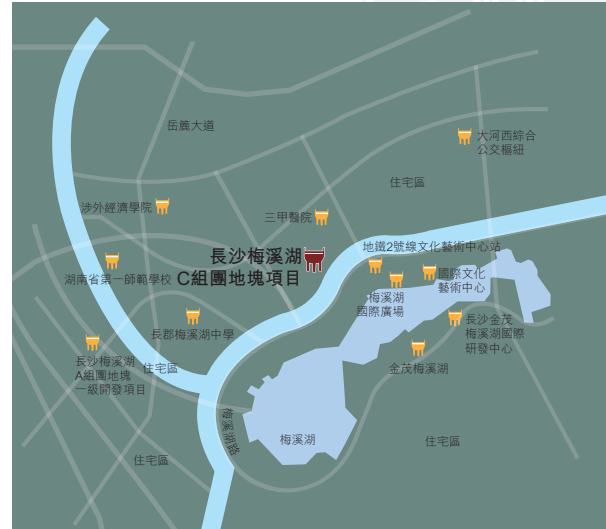 岳麓大道
大河西綜合
公交樞紐
住宅區
涉外經濟學院
三甲醫院
長沙梅溪湖
C組團地塊項目
地鐵2號線文化藝術中心站
湖南省第一師範學校
國際文化
藝術中心
梅溪湖
國際廣場
長郡梅溪湖中學
長沙金茂
梅溪湖國際
研發中心
長沙梅溪湖
A組團地塊
一級開發項目
住宅區
金茂梅溪湖
梅溪湖路
梅溪湖
住宅區
住宅區